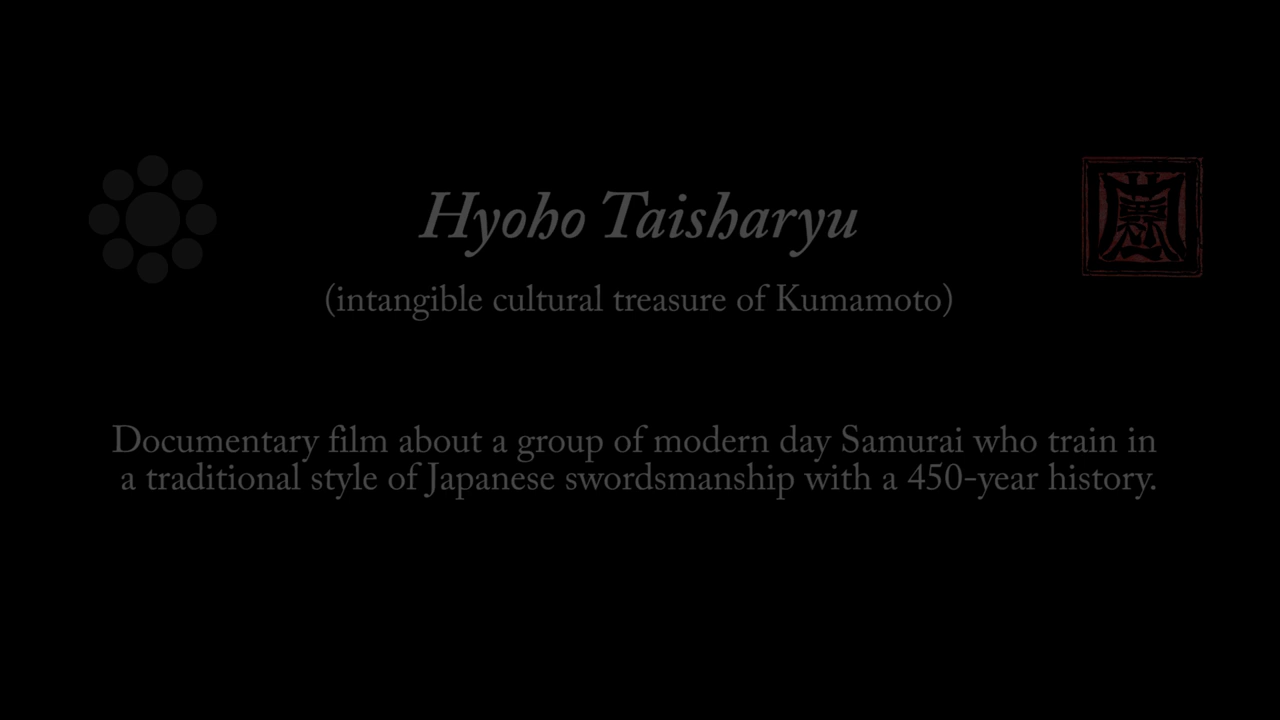 Hyoho Taisharyu
(intangible cultural treasure of Kumamoto)
Documentary film about a group of modern day Samurai who train in
a traditional style of Japanese swordsmanship with a 450-year history.